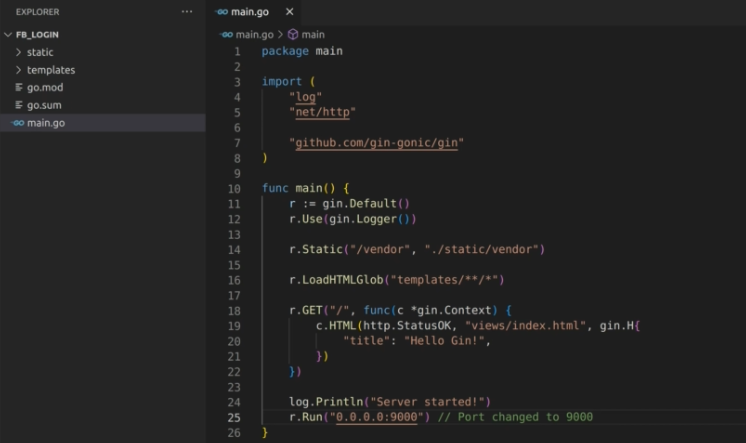 EXPLORER ...
FB_LOGIN
static
templates
go.mod
go.sum
main.go
main.go
main.go > main
1 package main
2
3 import (
4     "log"
5     "net/http"
6
7     "github.com/gin-gonic/gin"
8 )
9
10 func main() {
11     r := gin.Default()
12     r.Use(gin.Logger())
13
14     r.Static("/vendor", "./static/vendor")
15
16     r.LoadHTMLGlob("templates/**/*")
17
18     r.GET("/", func(c *gin.Context) {
19         c.HTML(http.StatusOK, "views/index.html", gin.H{
20             "title": "Hello Gin!",
21         })
22     })
23
24     log.Println("Server started!")
25     r.Run("0.0.0.0:9000") // Port changed to 9000
26 }